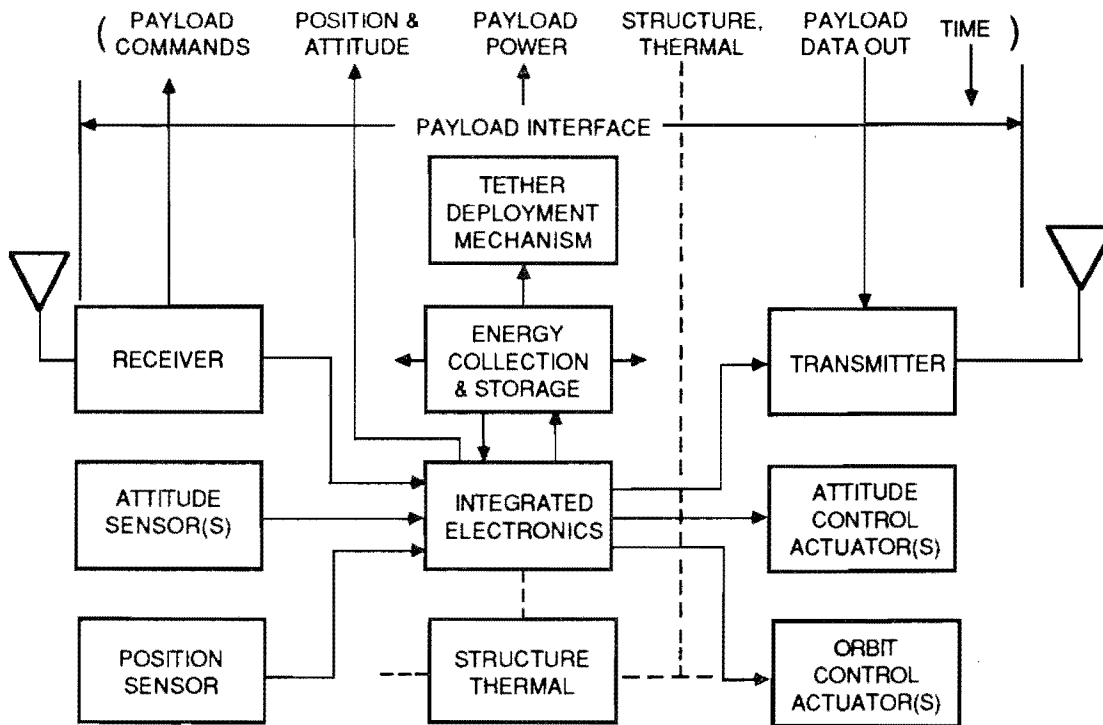 ( PAYLOAD COMMANDS
POSITION & ATTITUDE
PAYLOAD POWER
STRUCTURE, THERMAL
PAYLOAD DATA OUT
TIME )
PAYLOAD INTERFACE
TETHER
DEPLOYMENT
MECHANISM
RECEIVER
ENERGY
COLLECTION
& STORAGE
TRANSMITTER
ATTITUDE
SENSOR(S)
INTEGRATED
ELECTRONICS
ATTITUDE
CONTROL
ACTUATOR(S)
POSITION
SENSOR
STRUCTURE
THERMAL
ORBIT
CONTROL
ACTUATOR(S)